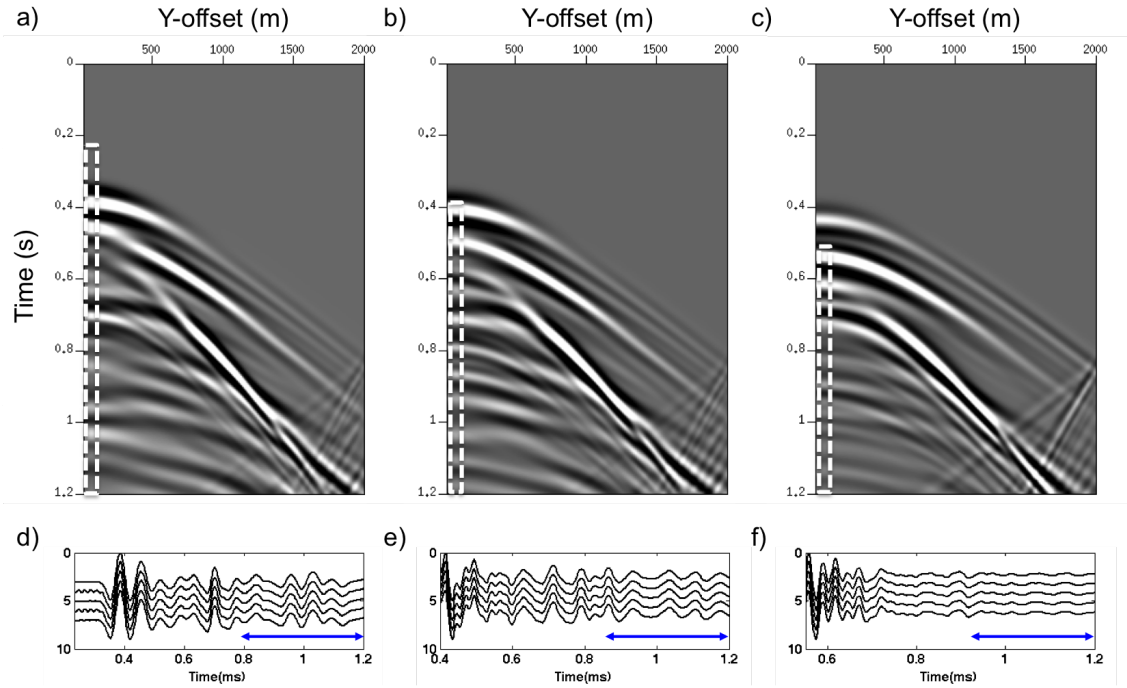 a) Y-offset (m) b) Y-offset (m) c) Y-offset (m)
500 1000 1500 2000 500 1000 1500 2000 500 1000 1500 2000
0 0 0
0.2 0.2 0.2
0.4 0.4 0.4
Time (s)
0.6 0.6 0.6
0.8 0.8 0.8
1 1 1
1.2 1.2 1.2
d) e) f)
0 0 0
5 5 5
10 10 10
0.4 0.6 0.8 1 1.2 0.4 0.6 0.8 1 1.2 0.6 0.8 1 1.2
Time(ms) Time(ms) Time(ms)